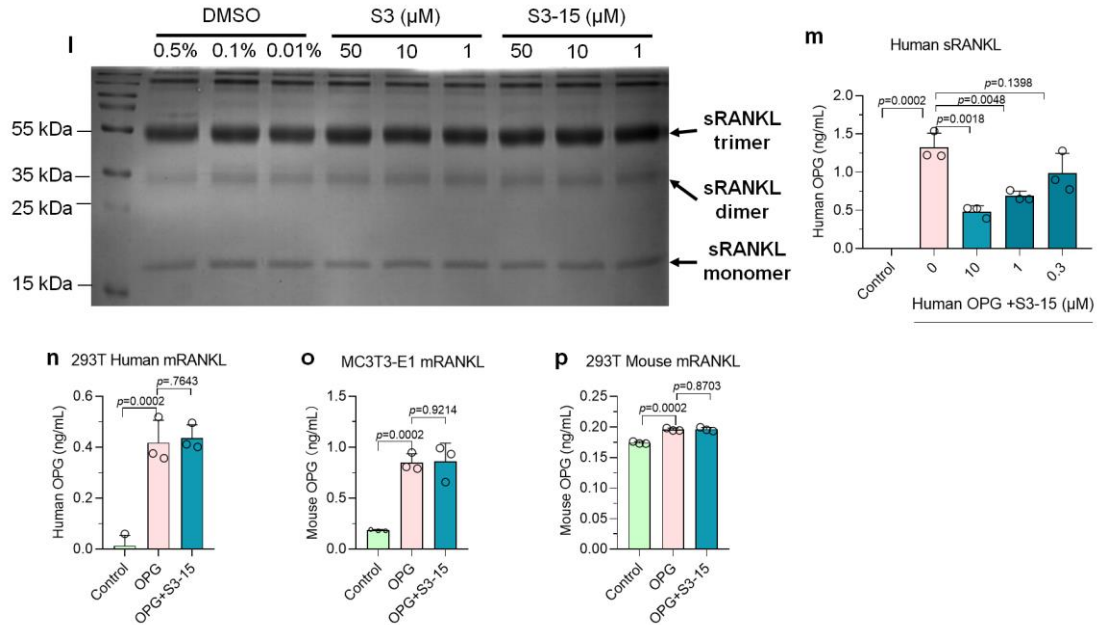 l
DMSO S3 (μM) S3-15 (μM)
0.5% 0.1% 0.01% 50 10 1 50 10 1
55 kDa
35 kDa
25 kDa
15 kDa
sRANKL
trimer
sRANKL
dimer
sRANKL
monomer
m
Human sRANKL
p=0.1398
p=0.0002
p=0.0048
p=0.0018
Human OPG (ng/mL)
2.0
1.5
1.0
0.5
0.0
Control 0 10 1 0.3
Human OPG +S3-15 (μM)
n 293T Human mRANKL
p=.7643
p=0.0002
Human OPG (ng/mL)
0.6
0.4
0.2
0.0
Control OPG OPG+S3-15
o MC3T3-E1 mRANKL
p=0.9214
p=0.0002
Mouse OPG (ng/mL)
1.5
1.0
0.5
0.0
Control OPG OPG+S3-15
p 293T Mouse mRANKL
p=0.8703
p=0.0002
Mouse OPG (ng/mL)
0.25
0.20
0.15
0.10
0.05
0.00
Control OPG OPG+S3-15